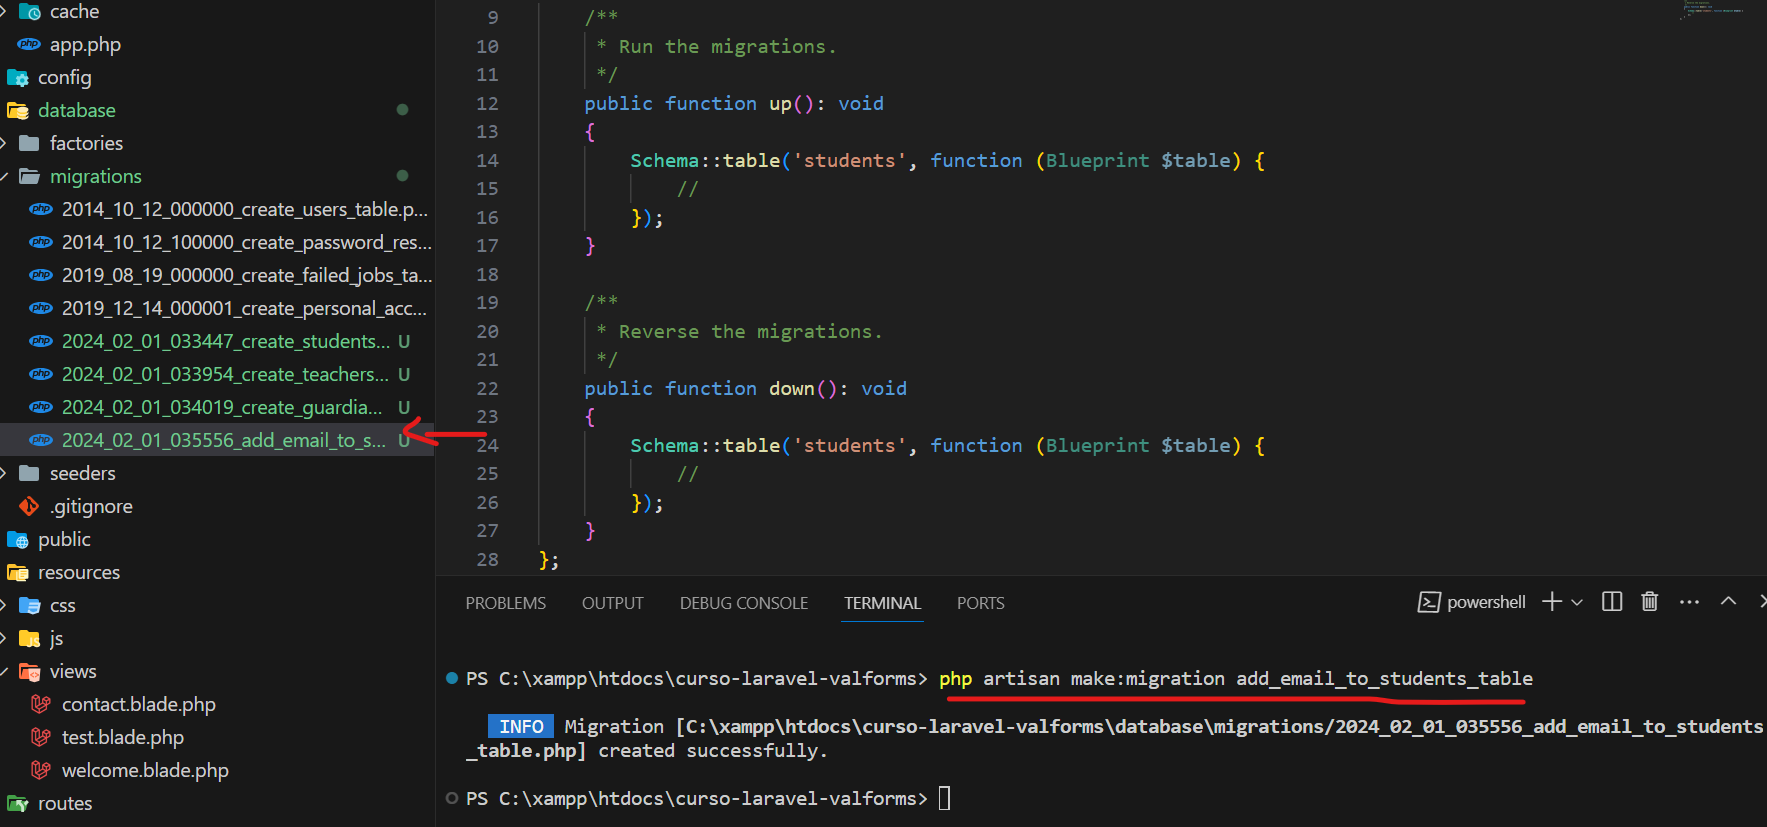 cache
app.php
config
database
factories
migrations
2014_10_12_000000_create_users_table.p...
2014_10_12_100000_create_password_res...
2019_08_19_000000_create_failed_jobs_ta...
2019_12_14_000001_create_personal_acc...
2024_02_01_033447_create_students... U
2024_02_01_033954_create_teachers... U
2024_02_01_034019_create_guardia... U
2024_02_01_035556_add_email_to_s... U
seeders
.gitignore
public
resources
css
js
views
contact.blade.php
test.blade.php
welcome.blade.php
routes
9 /**
10 * Run the migrations.
11 */
12 public function up(): void
13 {
14 Schema::table('students', function (Blueprint $table) {
15 //
16 });
17 }
18
19 /**
20 * Reverse the migrations.
21 */
22 public function down(): void
23 {
24 Schema::table('students', function (Blueprint $table) {
25 //
26 });
27 }
28 };
PROBLEMS OUTPUT DEBUG CONSOLE TERMINAL PORTS powershell
PS C:\xampp\htdocs\curso-laravel-valforms> php artisan make:migration add_email_to_students_table
INFO Migration [C:\xampp\htdocs\curso-laravel-valforms\database\migrations/2024_02_01_035556_add_email_to_students
_table.php] created successfully.
PS C:\xampp\htdocs\curso-laravel-valforms>